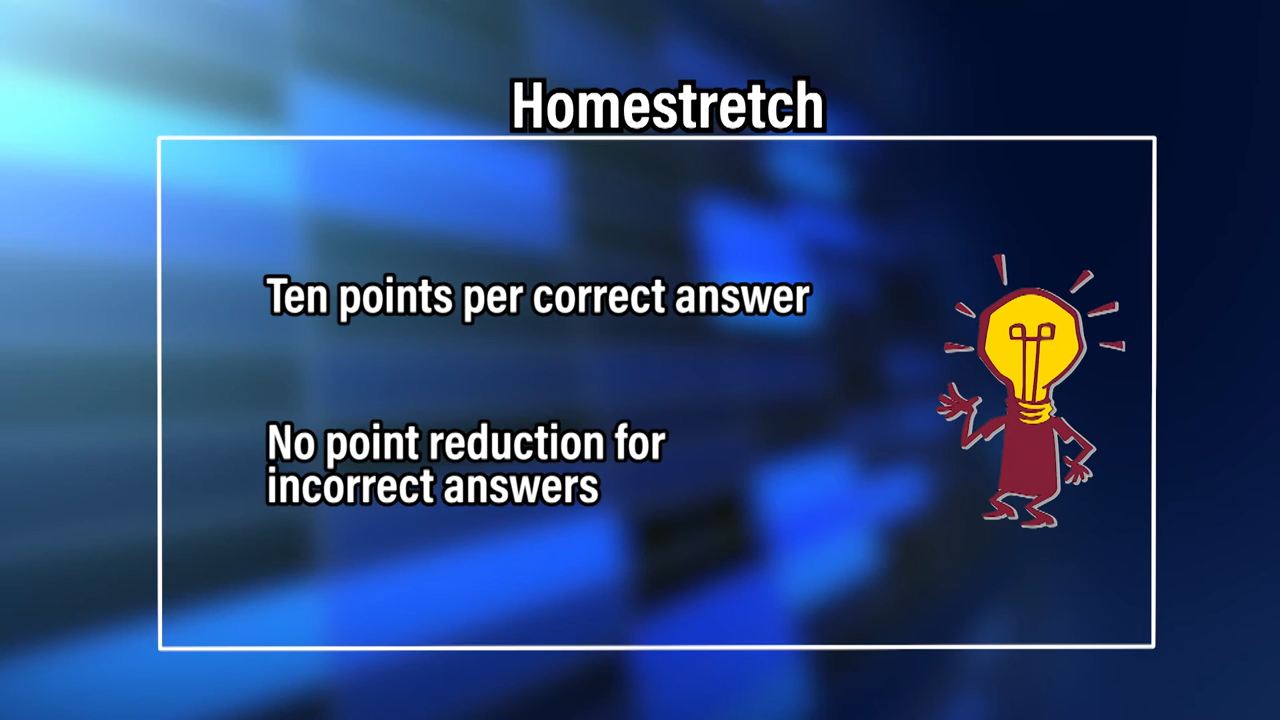 Homestretch
Ten points per correct answer
No point reduction for
incorrect answers